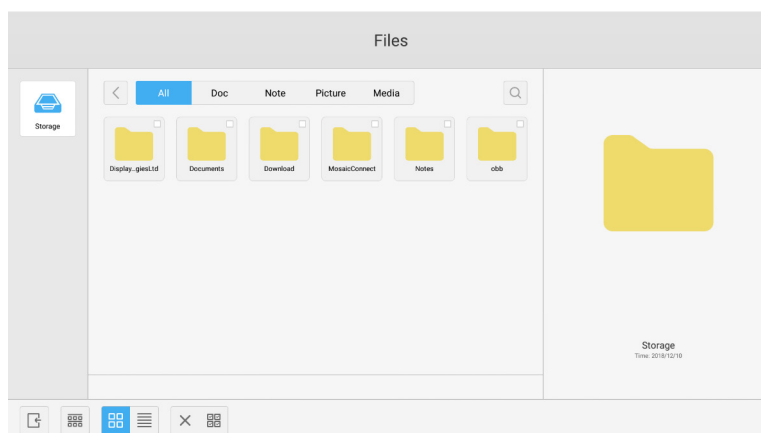 Files
Storage
All Doc Note Picture Media
Display...giesLtd Documents Download MosaicConnect Notes obb
Storage
Time: 2018/12/10